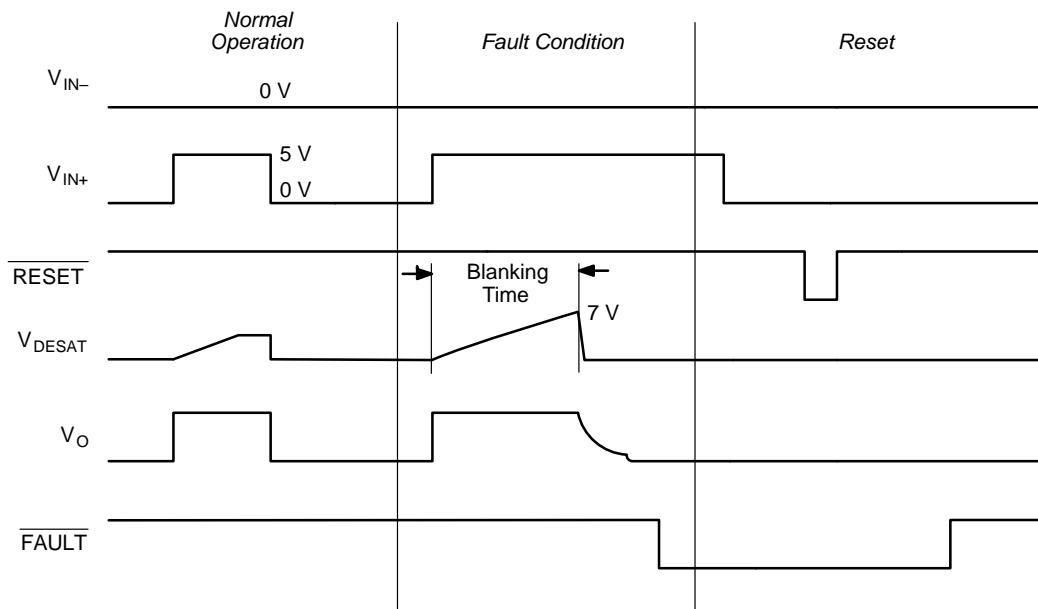 Normal
Operation
Fault Condition
Reset
V_IN–
0 V
V_IN+
5 V
0 V
RESET
Blanking
Time
7 V
V_DESAT
V_O
FAULT